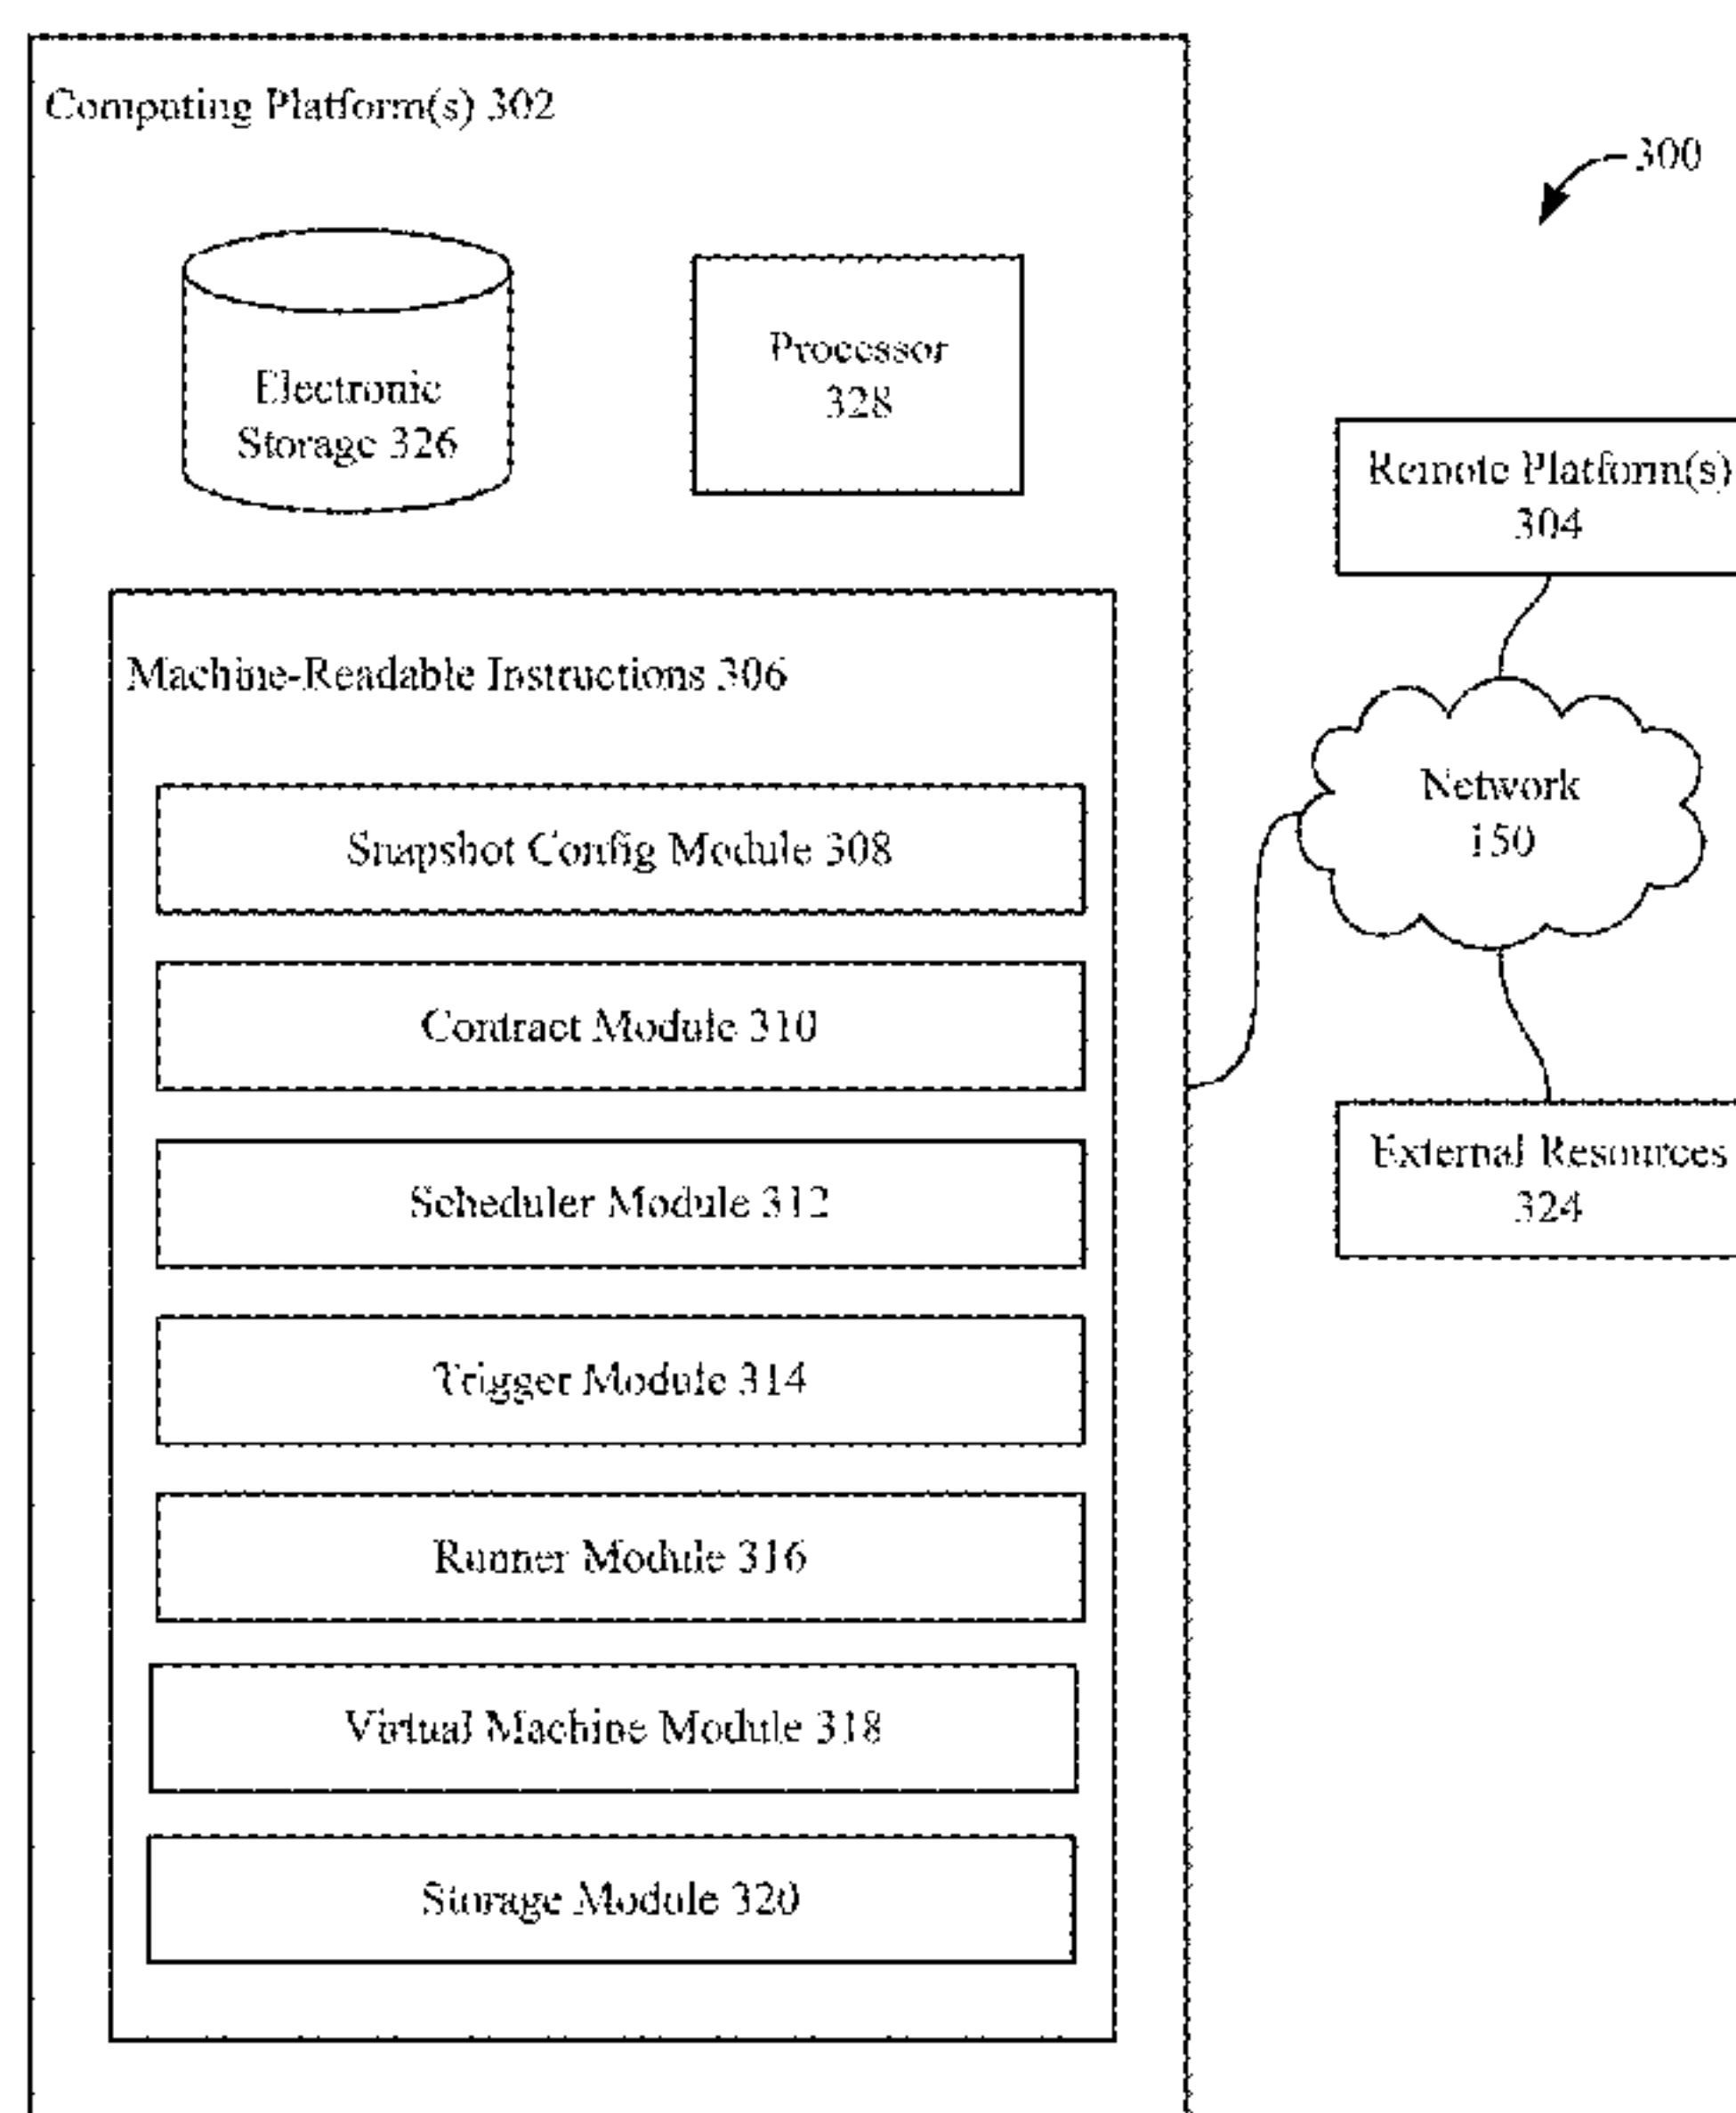 Computing Platform(s) 302
300
Electronic
Storage 326
Processor
328
Remote Platform(s)
304
Machine-Readable Instructions 306
Network
150
Snapshot Config Module 308
Contract Module 310
External Resources
324
Scheduler Module 312
Trigger Module 314
Runner Module 316
Virtual Machine Module 318
Storage Module 320